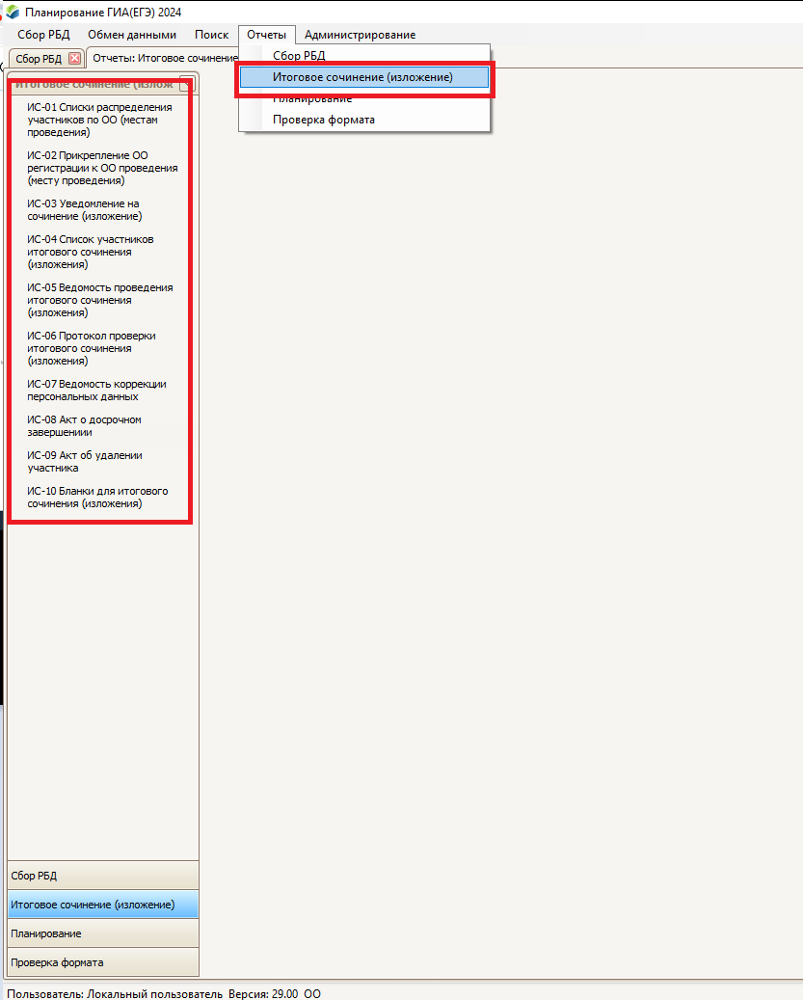 Планирование ГИА(ЕГЭ) 2024
Сбор РБД Обмен данными Поиск Отчеты Администрирование
Сбор РБД Отчеты: Итоговое сочинение
Сбор РБД
Итоговое сочинение (изложение)
Планирование
Проверка формата
Итоговое сочинение (излож
ИС-01 Списки распределения
участников по ОО (местам
проведения)
ИС-02 Прикрепление ОО
регистрации к ОО проведения
(месту проведения)
ИС-03 Уведомление на
сочинение (изложение)
ИС-04 Список участников
итогового сочинения
(изложения)
ИС-05 Ведомость проведения
итогового сочинения
(изложения)
ИС-06 Протокол проверки
итогового сочинения
(изложения)
ИС-07 Ведомость коррекции
персональных данных
ИС-08 Акт о досрочном
завершениии
ИС-09 Акт об удалении
участника
ИС-10 Бланки для итогового
сочинения (изложения)
Сбор РБД
Итоговое сочинение (изложение)
Планирование
Проверка формата
Пользователь: Локальный пользователь Версия: 29.00 ОО